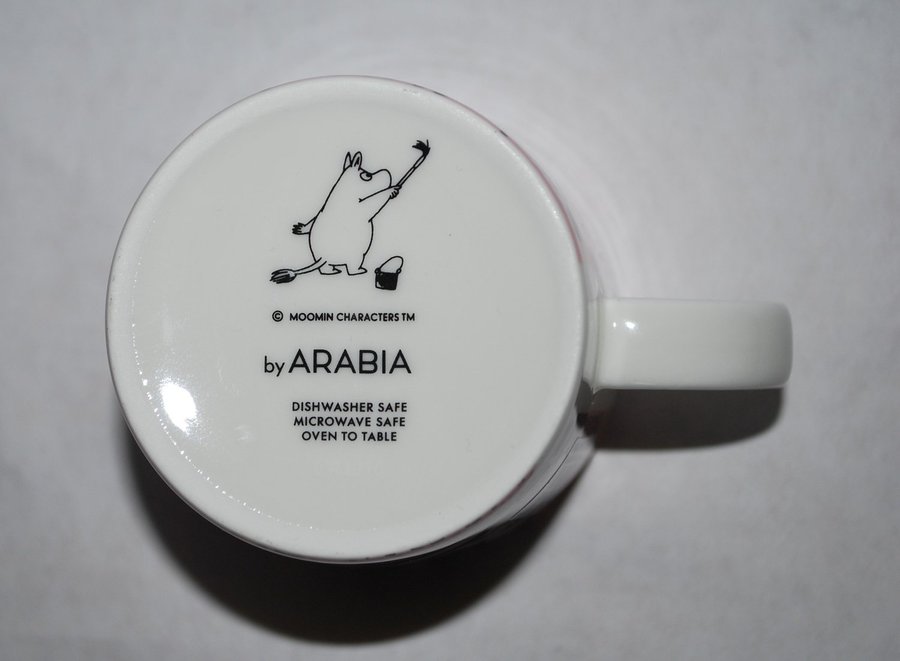 © MOOMIN CHARACTERS TM
by ARABIA
DISHWASHER SAFE
MICROWAVE SAFE
OVEN TO TABLE